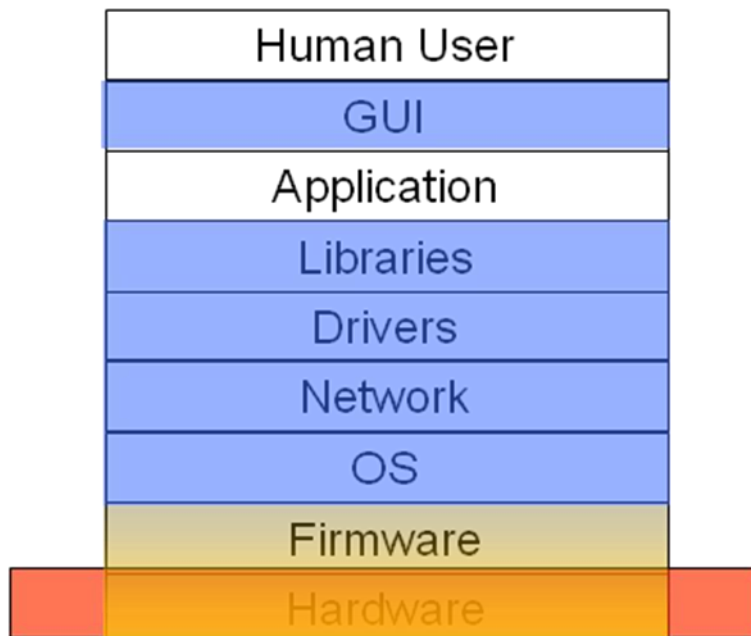 Human User
GUI
Application
Libraries
Drivers
Network
OS
Firmware
Hardware